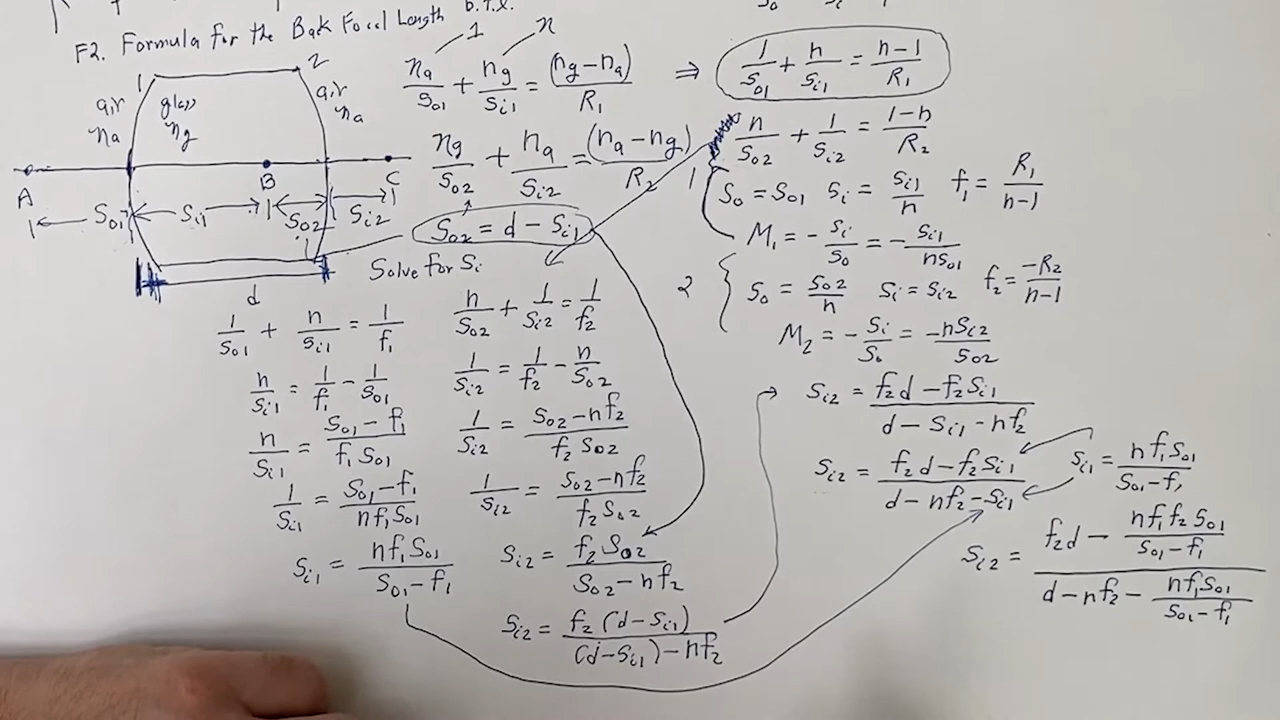 B.F.L.
F2. Formula for the Back Focal Length
1 n
1 2
air glass air
na ng na
A B C
So1 Si1 So2 Si2
d
na/So1 + ng/Si1 = (ng-na)/R1 ⇒ 1/So1 + n/Si1 = (n-1)/R1
ng/So2 + na/Si2 = (na-ng)/R2
n/So2 + 1/Si2 = (1-n)/R2
So2 = d - Si1
Solve for Si
1 So = So1 Si = Si1/n f1 = R1/(n-1)
M1 = -Si/So = -Si1/(nSo1)
2 So = So2/n Si = Si2 f2 = -R2/(n-1)
M2 = -Si/So = -nSi2/So2
1/So1 + n/Si1 = 1/f1
n/Si1 = 1/f1 - 1/So1
n/Si1 = (So1 - f1)/(f1 So1)
1/Si1 = (So1 - f1)/(nf1So1)
Si1 = nf1So1/(So1 - f1)
n/So2 + 1/Si2 = 1/f2
1/Si2 = 1/f2 - n/So2
1/Si2 = (So2 - nf2)/(f2 So2)
1/Si2 = (So2 - nf2)/(f2 So2)
Si2 = f2 So2/(So2 - nf2)
Si2 = f2 (d - Si1)/((d - Si1) - nf2)
Si2 = (f2d - f2Si1)/(d - Si1 - nf2)
Si2 = (f2d - f2Si1)/(d - nf2 - Si1) Si1 = nf1So1/(So1 - f1)
Si2 = (f2d - nf1f2So1/(So1 - f1))/(d - nf2 - nf1So1/(So1 - f1))